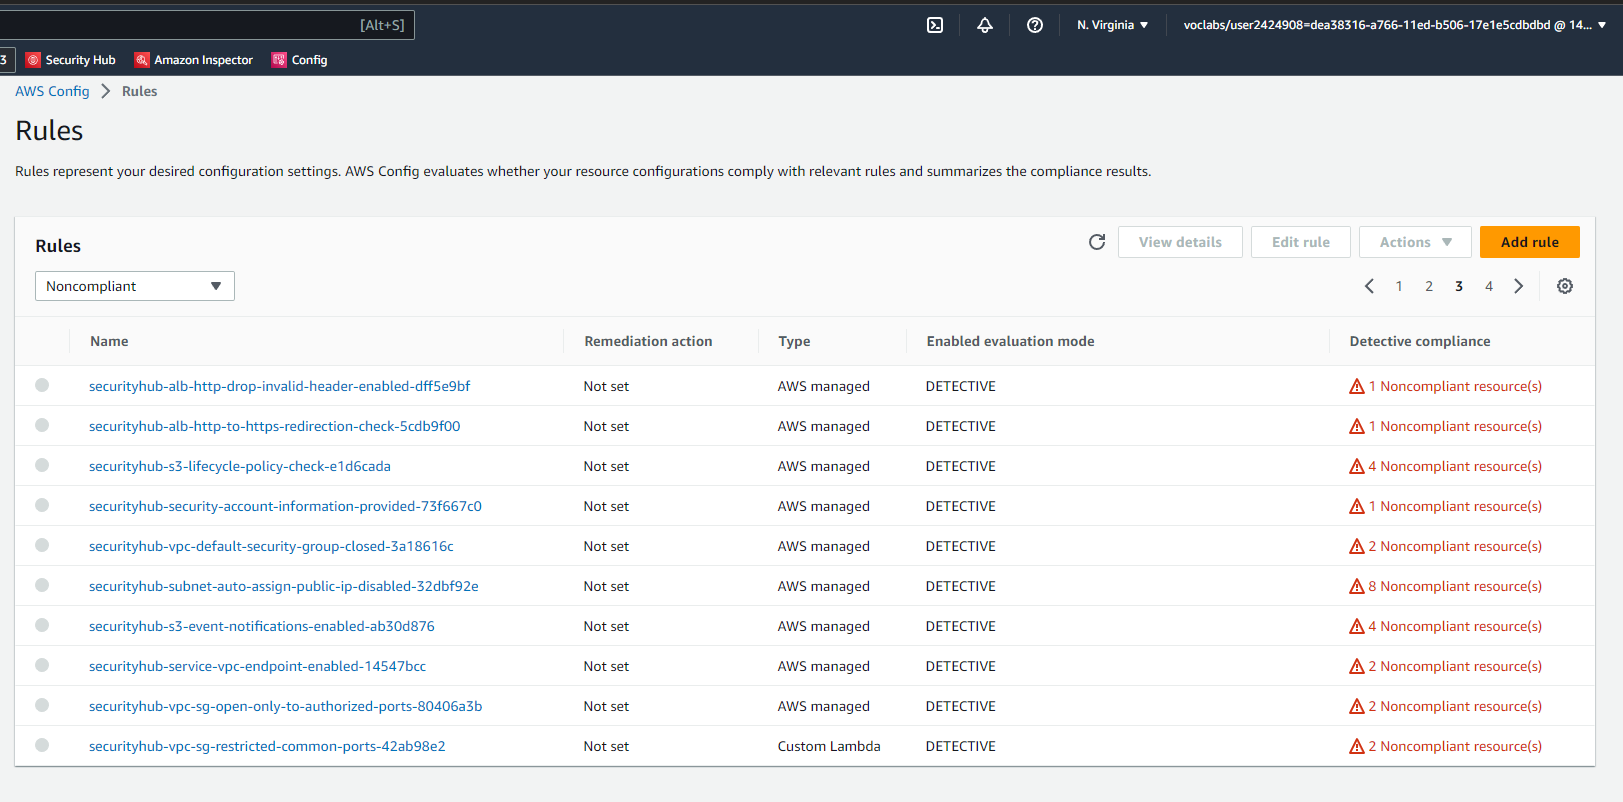 [Alt+S]
N. Virginia
voclabs/user2424908=dea38316-a766-11ed-b506-17e1e5cdbdbd @ 14...
3
Security Hub
Amazon Inspector
Config
AWS Config > Rules
Rules
Rules represent your desired configuration settings. AWS Config evaluates whether your resource configurations comply with relevant rules and summarizes the compliance results.
Rules
View details
Edit rule
Actions
Add rule
Noncompliant
1 2 3 4
Name Remediation action Type Enabled evaluation mode Detective compliance
securityhub-alb-http-drop-invalid-header-enabled-dff5e9bf Not set AWS managed DETECTIVE 1 Noncompliant resource(s)
securityhub-alb-http-to-https-redirection-check-5cdb9f00 Not set AWS managed DETECTIVE 1 Noncompliant resource(s)
securityhub-s3-lifecycle-policy-check-e1d6cada Not set AWS managed DETECTIVE 4 Noncompliant resource(s)
securityhub-security-account-information-provided-73f667c0 Not set AWS managed DETECTIVE 1 Noncompliant resource(s)
securityhub-vpc-default-security-group-closed-3a18616c Not set AWS managed DETECTIVE 2 Noncompliant resource(s)
securityhub-subnet-auto-assign-public-ip-disabled-32dbf92e Not set AWS managed DETECTIVE 8 Noncompliant resource(s)
securityhub-s3-event-notifications-enabled-ab30d876 Not set AWS managed DETECTIVE 4 Noncompliant resource(s)
securityhub-service-vpc-endpoint-enabled-14547bcc Not set AWS managed DETECTIVE 2 Noncompliant resource(s)
securityhub-vpc-sg-open-only-to-authorized-ports-80406a3b Not set AWS managed DETECTIVE 2 Noncompliant resource(s)
securityhub-vpc-sg-restricted-common-ports-42ab98e2 Not set Custom Lambda DETECTIVE 2 Noncompliant resource(s)